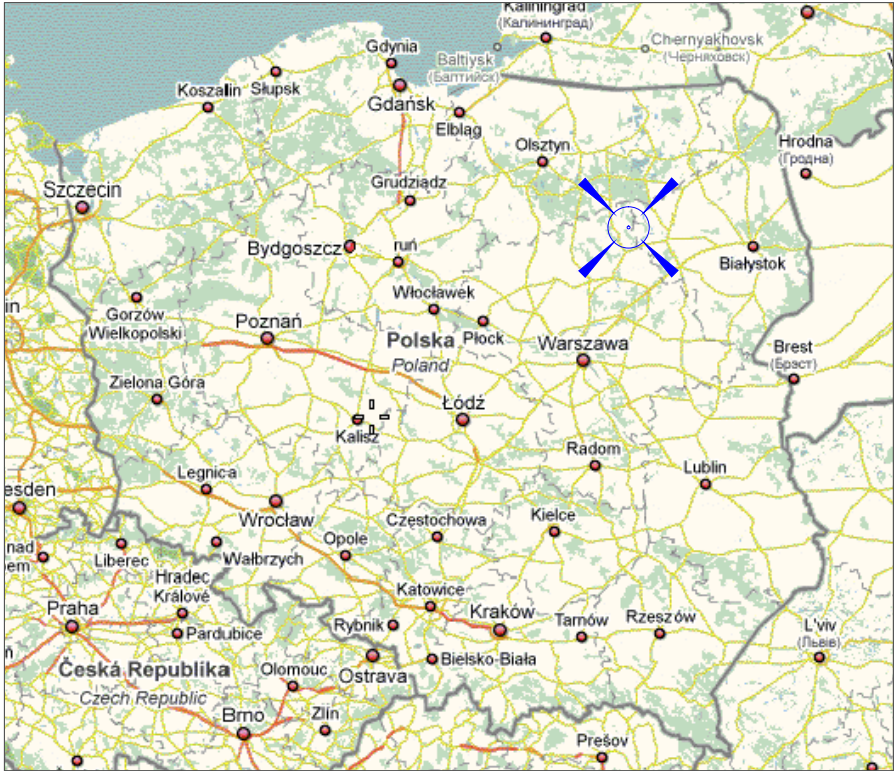 Kaliningrad
(Калининград)
Chernyakhovsk
(Черняховск)
Baltiysk
(Балтийск)
Gdynia
Koszalin
Słupsk
Gdańsk
Elbląg
Olsztyn
Hrodna
(Гродна)
Szczecin
Grudziądz
Bydgoszcz
ruń
Białystok
in
Gorzów
Wielkopolski
Włocławek
Poznań
Płock
Polska
Poland
Warszawa
Brest
(Брэст)
Zielona Góra
Łódź
Kalisz
Radom
Lublin
Legnica
esden
Wrocław
Częstochowa
Kielce
nad
bem
Liberec
Wałbrzych
Opole
Hradec
Králové
Katowice
Praha
Kraków
Rybnik
Tarnów
Rzeszów
L'viv
(Львів)
Pardubice
Česká Republika
Czech Republic
Olomouc
Ostrava
Bielsko-Biała
Brno
Zlín
Prešov